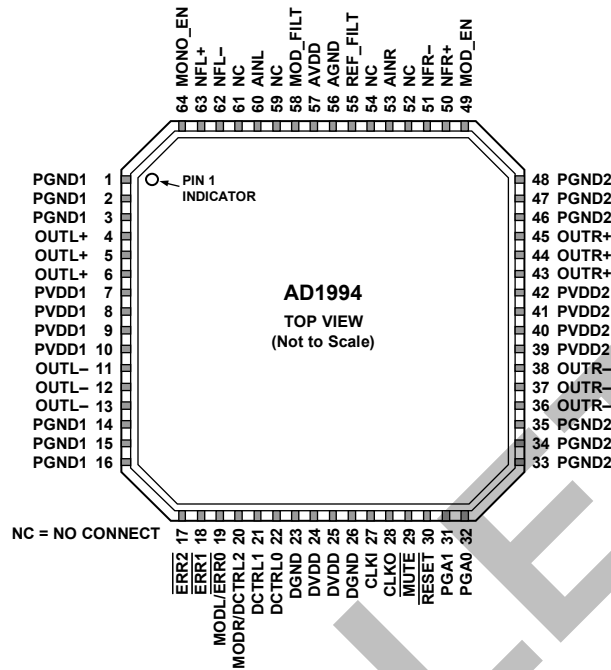 64 MONO_EN
63 NFL+
62 NFL–
61 NC
60 AINL
59 NC
58 MOD_FILT
57 AVDD
56 AGND
55 REF_FILT
54 NC
53 AINR
52 NC
51 NFR–
50 NFR+
49 MOD_EN
PGND1 1
PGND1 2
PGND1 3
OUTL+ 4
OUTL+ 5
OUTL+ 6
PVDD1 7
PVDD1 8
PVDD1 9
PVDD1 10
OUTL– 11
OUTL– 12
OUTL– 13
PGND1 14
PGND1 15
PGND1 16
PIN 1
INDICATOR
AD1994
TOP VIEW
(Not to Scale)
48 PGND2
47 PGND2
46 PGND2
45 OUTR+
44 OUTR+
43 OUTR+
42 PVDD2
41 PVDD2
40 PVDD2
39 PVDD2
38 OUTR–
37 OUTR–
36 OUTR–
35 PGND2
34 PGND2
33 PGND2
NC = NO CONNECT
ERR2 17
ERR1 18
MODL/ERR0 19
MODR/DCTRL2 20
DCTRL1 21
DCTRL0 22
DGND 23
DVDD 24
DVDD 25
DGND 26
CLKI 27
CLKO 28
MUTE 29
RESET 30
PGA1 31
PGA0 32